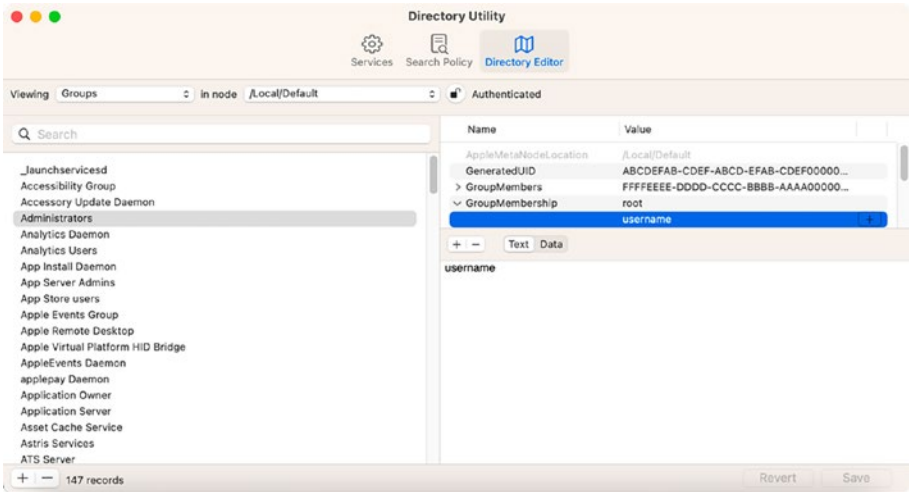 Directory Utility
Services Search Policy Directory Editor
Viewing Groups in node /Local/Default Authenticated
Search
_launchservicesd
Accessibility Group
Accessory Update Daemon
Administrators
Analytics Daemon
Analytics Users
App Install Daemon
App Server Admins
App Store users
Apple Events Group
Apple Remote Desktop
Apple Virtual Platform HID Bridge
AppleEvents Daemon
applepay Daemon
Application Owner
Application Server
Asset Cache Service
Astris Services
ATS Server
+ − 147 records
Name Value
AppleMetaNodeLocation /Local/Default
GeneratedUID ABCDEFAB-CDEF-ABCD-EFAB-CDEF00000...
> GroupMembers FFFFEEEE-DDDD-CCCC-BBBB-AAAA00000...
GroupMembership root
username +
+ − Text Data
username
Revert Save